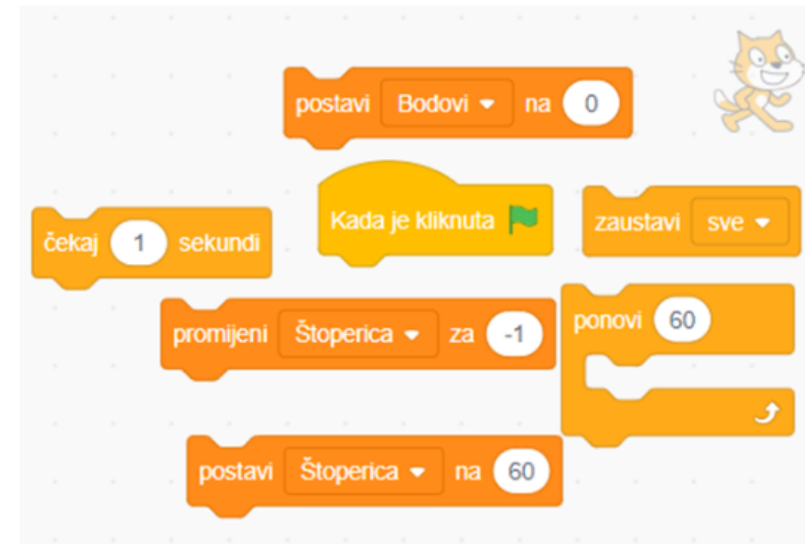 postavi Bodovi na 0
Kada je kliknuta
zaustavi sve
čekaj 1 sekundi
promijeni Štoperica za -1
ponovi 60
postavi Štoperica na 60